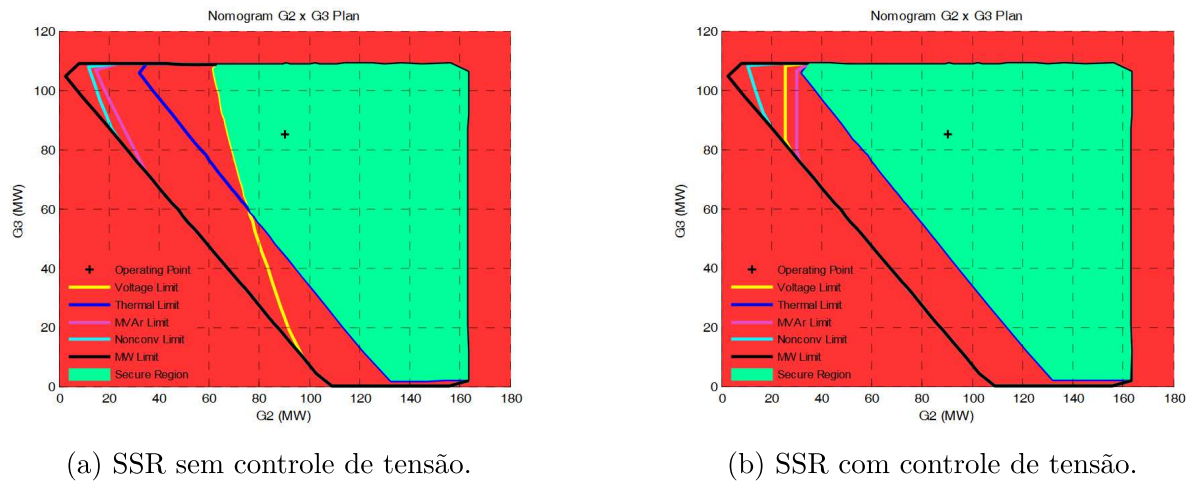 Nomogram G2 x G3 Plan
120
100
80
60
40
20
0
G3 (MW)
Operating Point
Voltage Limit
Thermal Limit
MVAr Limit
Nonconv Limit
MW Limit
Secure Region
0 20 40 60 80 100 120 140 160 180
G2 (MW)
(a) SSR sem controle de tensão.
Nomogram G2 x G3 Plan
120
100
80
60
40
20
0
G3 (MW)
Operating Point
Voltage Limit
Thermal Limit
MVAr Limit
Nonconv Limit
MW Limit
Secure Region
0 20 40 60 80 100 120 140 160 180
G2 (MW)
(b) SSR com controle de tensão.